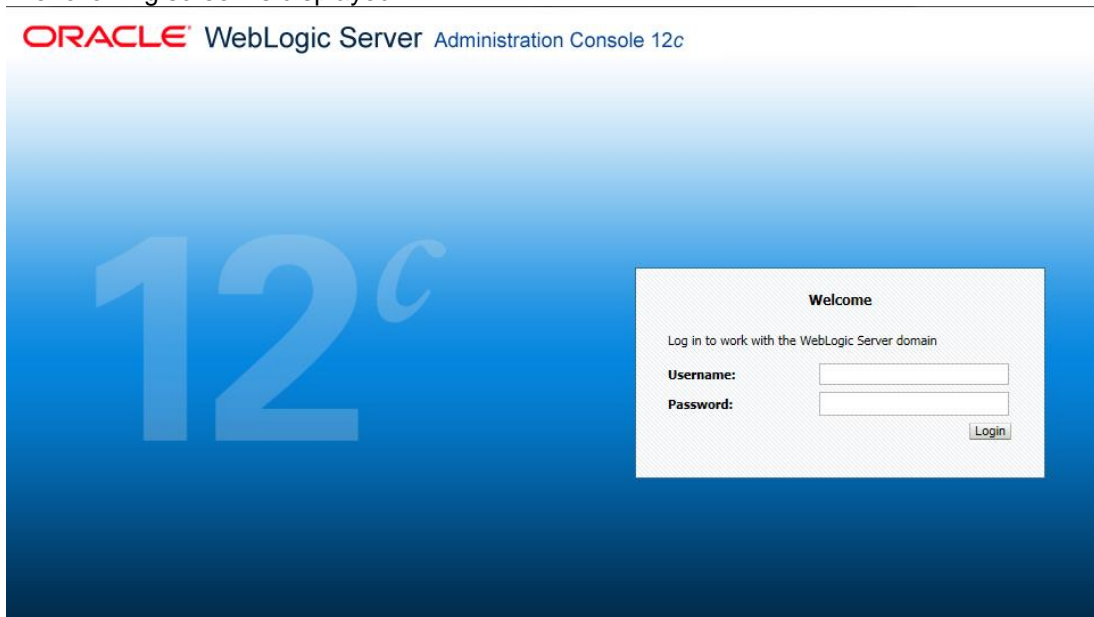 ORACLE WebLogic Server Administration Console 12c
12c
Welcome
Log in to work with the WebLogic Server domain
Username:
Password:
Login